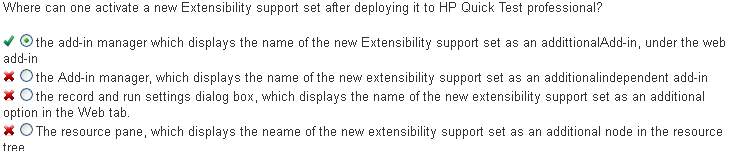 Where can one activate a new Extensibility support set after deploying it to HP Quick Test professional?
the add-in manager which displays the name of the new Extensibility support set as an addittionalAdd-in, under the web
add-in
the Add-in manager, which displays the name of the new extensibility support set as an additionalindependent add-in
the record and run settings dialog box, which displays the name of the new extensibility support set as an additional
option in the Web tab.
The resource pane, which displays the neame of the new extensibility support set as an additional node in the resource
tree